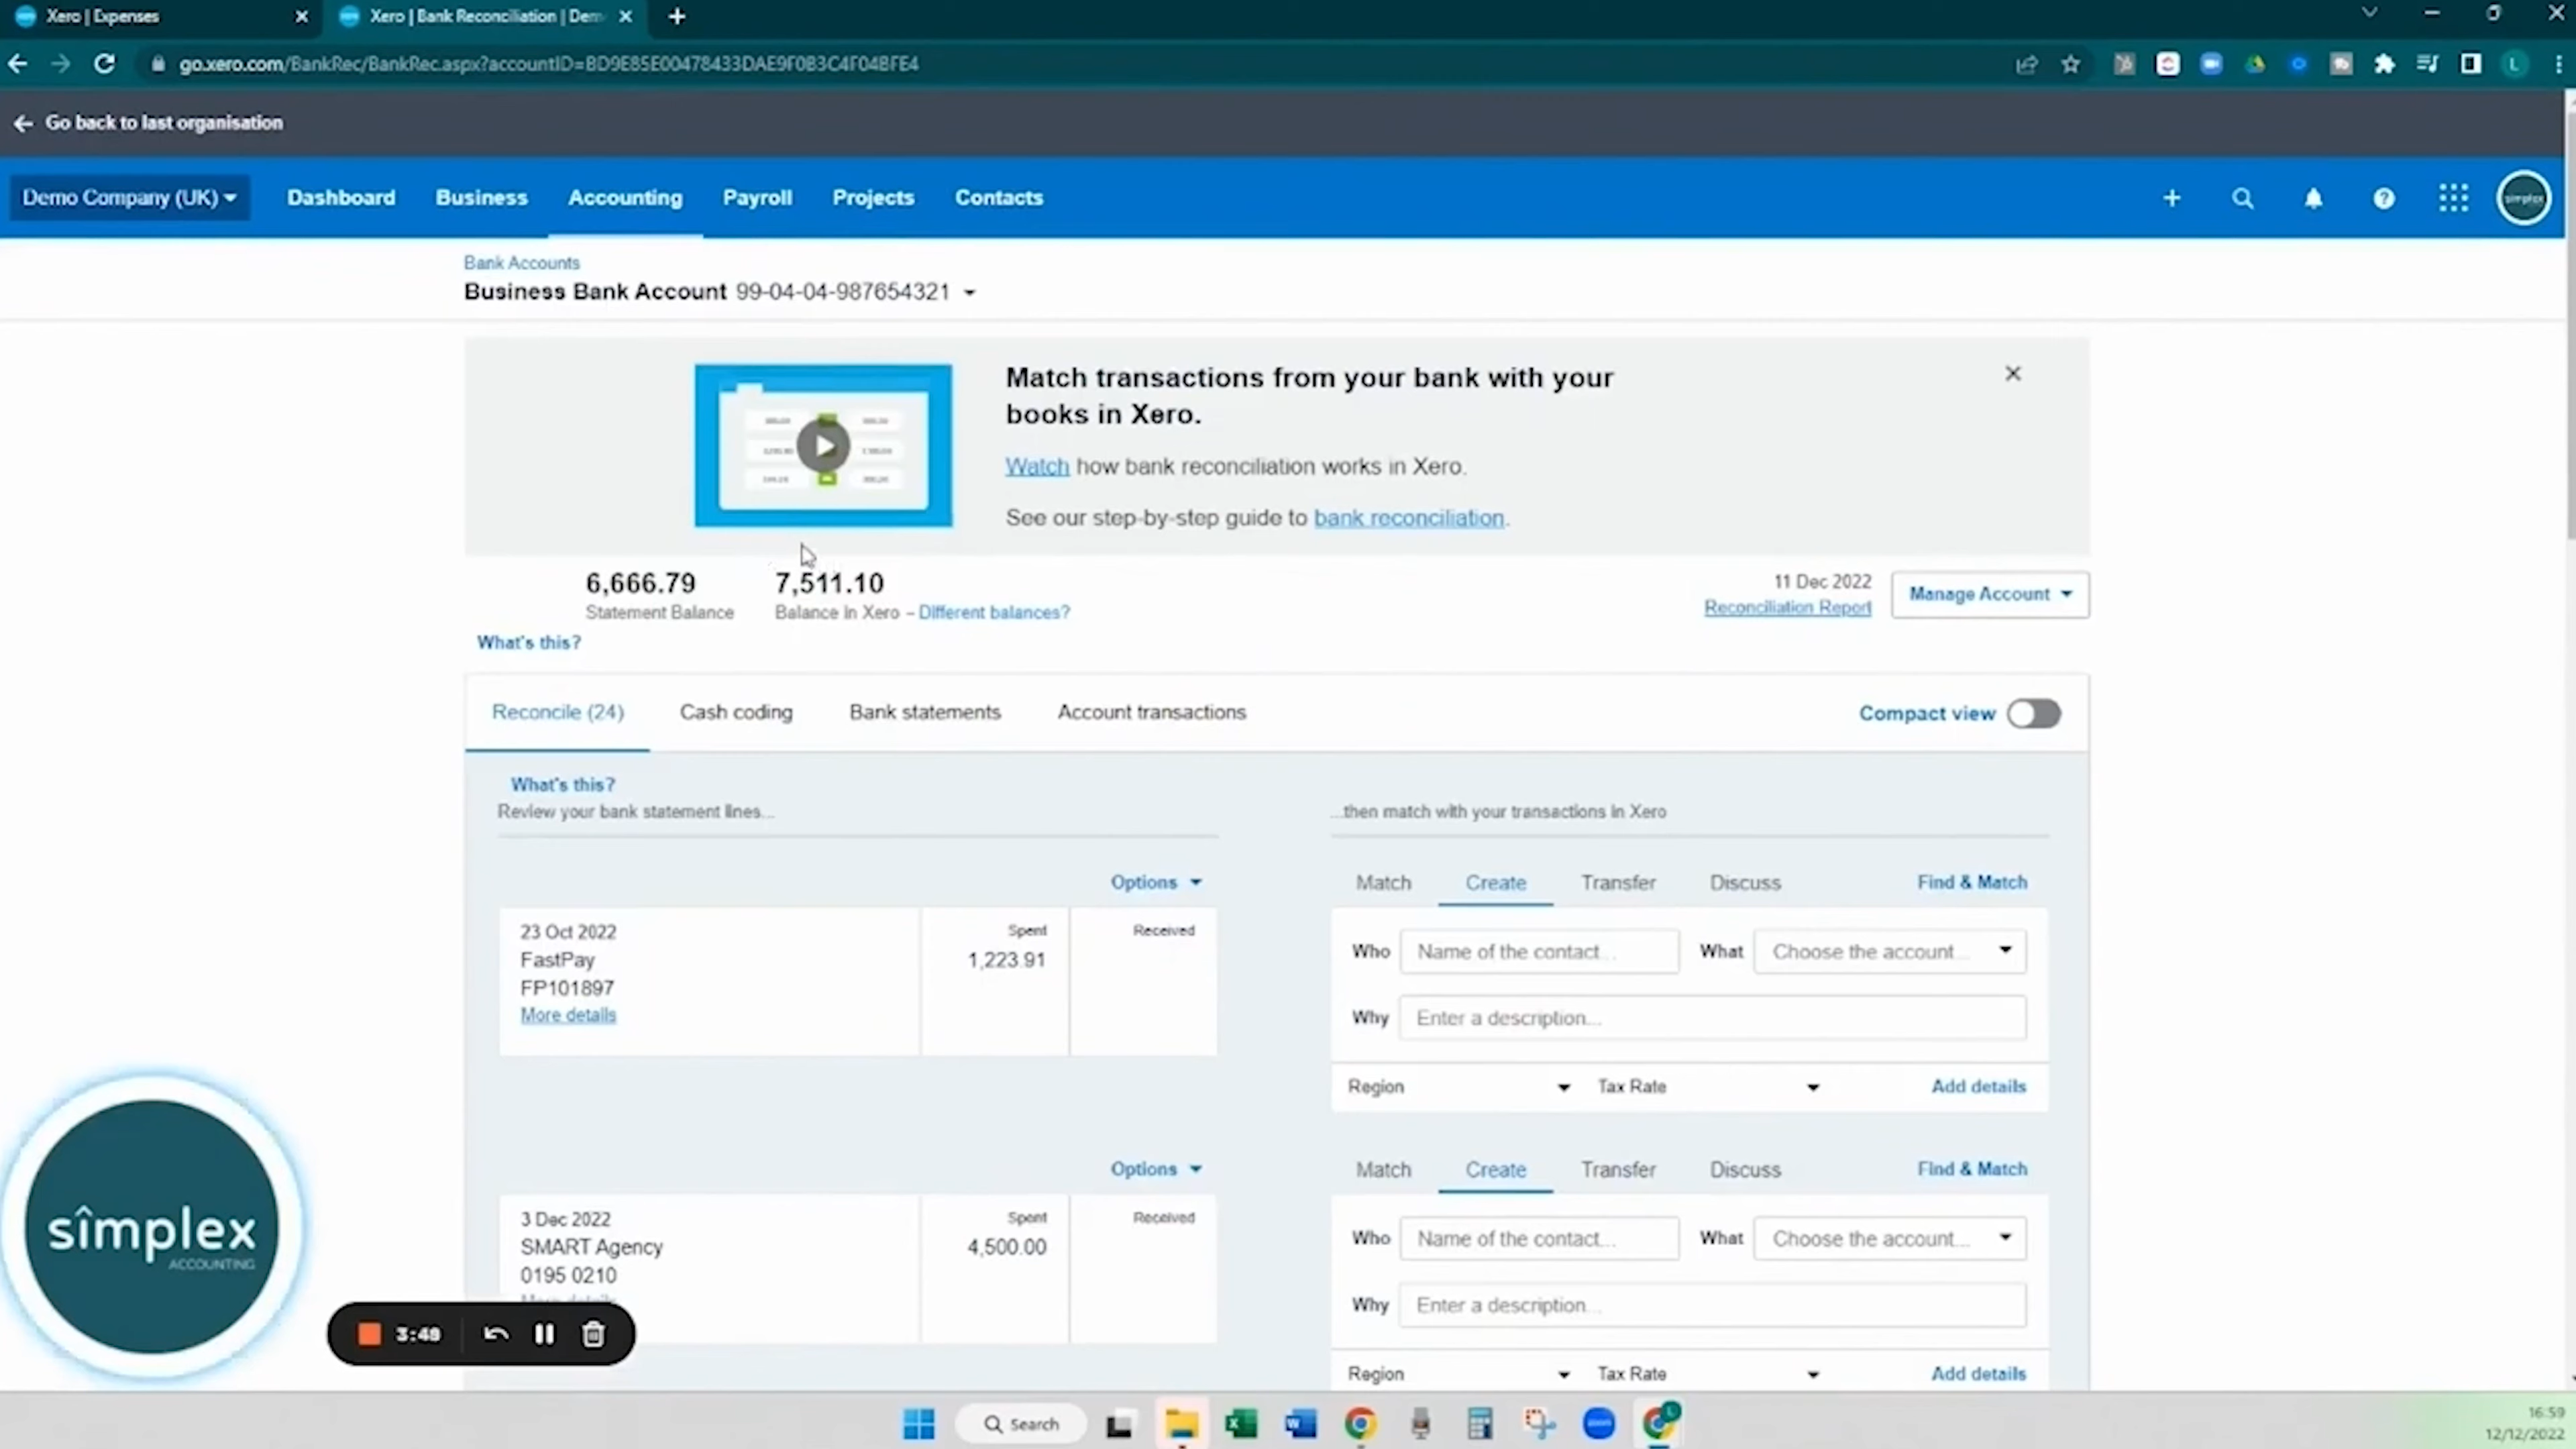 Xero | Expenses
Xero | Bank Reconciliation | Dem
go.xero.com/BankRec/BankRec.aspx?accountID=BD9E85E00478433DAE9F0B3C4F04BFE4
L
Go back to last organisation
Demo Company (UK)
Dashboard
Business
Accounting
Payroll
Projects
Contacts
simplex
Bank Accounts
Business Bank Account 99-04-04-987654321
Match transactions from your bank with your
books in Xero.
Watch how bank reconciliation works in Xero.
See our step-by-step guide to bank reconciliation.
6,666.79
Statement Balance
7,511.10
Balance in Xero – Different balances?
What's this?
11 Dec 2022
Reconciliation Report
Manage Account
Reconcile (24)
Cash coding
Bank statements
Account transactions
Compact view
What's this?
Review your bank statement lines...
...then match with your transactions in Xero
Options
Match
Create
Transfer
Discuss
Find & Match
23 Oct 2022
FastPay
FP101897
More details
Spent
1,223.91
Received
Who
Name of the contact...
What
Choose the account...
Why
Enter a description...
Region
Tax Rate
Add details
Options
Match
Create
Transfer
Discuss
Find & Match
3 Dec 2022
SMART Agency
0195 0210
More details
Spent
4,500.00
Received
Who
Name of the contact...
What
Choose the account...
Why
Enter a description...
Region
Tax Rate
Add details
sîmplex
ACCOUNTING
3:48
Search
zoom
L
16:59
12/12/2022